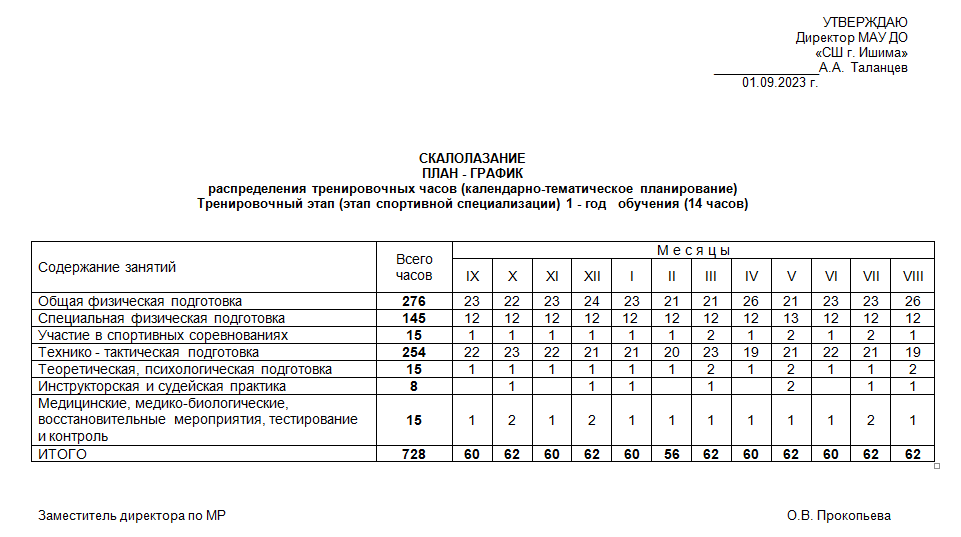 УТВЕРЖДАЮ
Директор МАУ ДО
«СШ г. Ишима»
_______________А.А. Таланцев
01.09.2023 г.
СКАЛОЛАЗАНИЕ
ПЛАН - ГРАФИК
распределения тренировочных часов (календарно-тематическое планирование)
Тренировочный этап (этап спортивной специализации) 1 - год обучения (14 часов)
Содержание занятий Всего часов М е с я ц ы
IX X XI XII I II III IV V VI VII VIII
Общая физическая подготовка 276 23 22 23 24 23 21 21 26 21 23 23 26
Специальная физическая подготовка 145 12 12 12 12 12 12 12 12 13 12 12 12
Участие в спортивных соревнованиях 15 1 1 1 1 1 1 2 1 2 1 2 1
Технико - тактическая подготовка 254 22 23 22 21 21 20 23 19 21 22 21 19
Теоретическая, психологическая подготовка 15 1 1 1 1 1 1 2 1 2 1 1 2
Инструкторская и судейская практика 8 1 1 1 1 2 1 1
Медицинские, медико-биологические,
восстановительные мероприятия, тестирование 15 1 2 1 2 1 1 1 1 1 1 2 1
и контроль
ИТОГО 728 60 62 60 62 60 56 62 60 62 60 62 62
Заместитель директора по МР О.В. Прокопьева